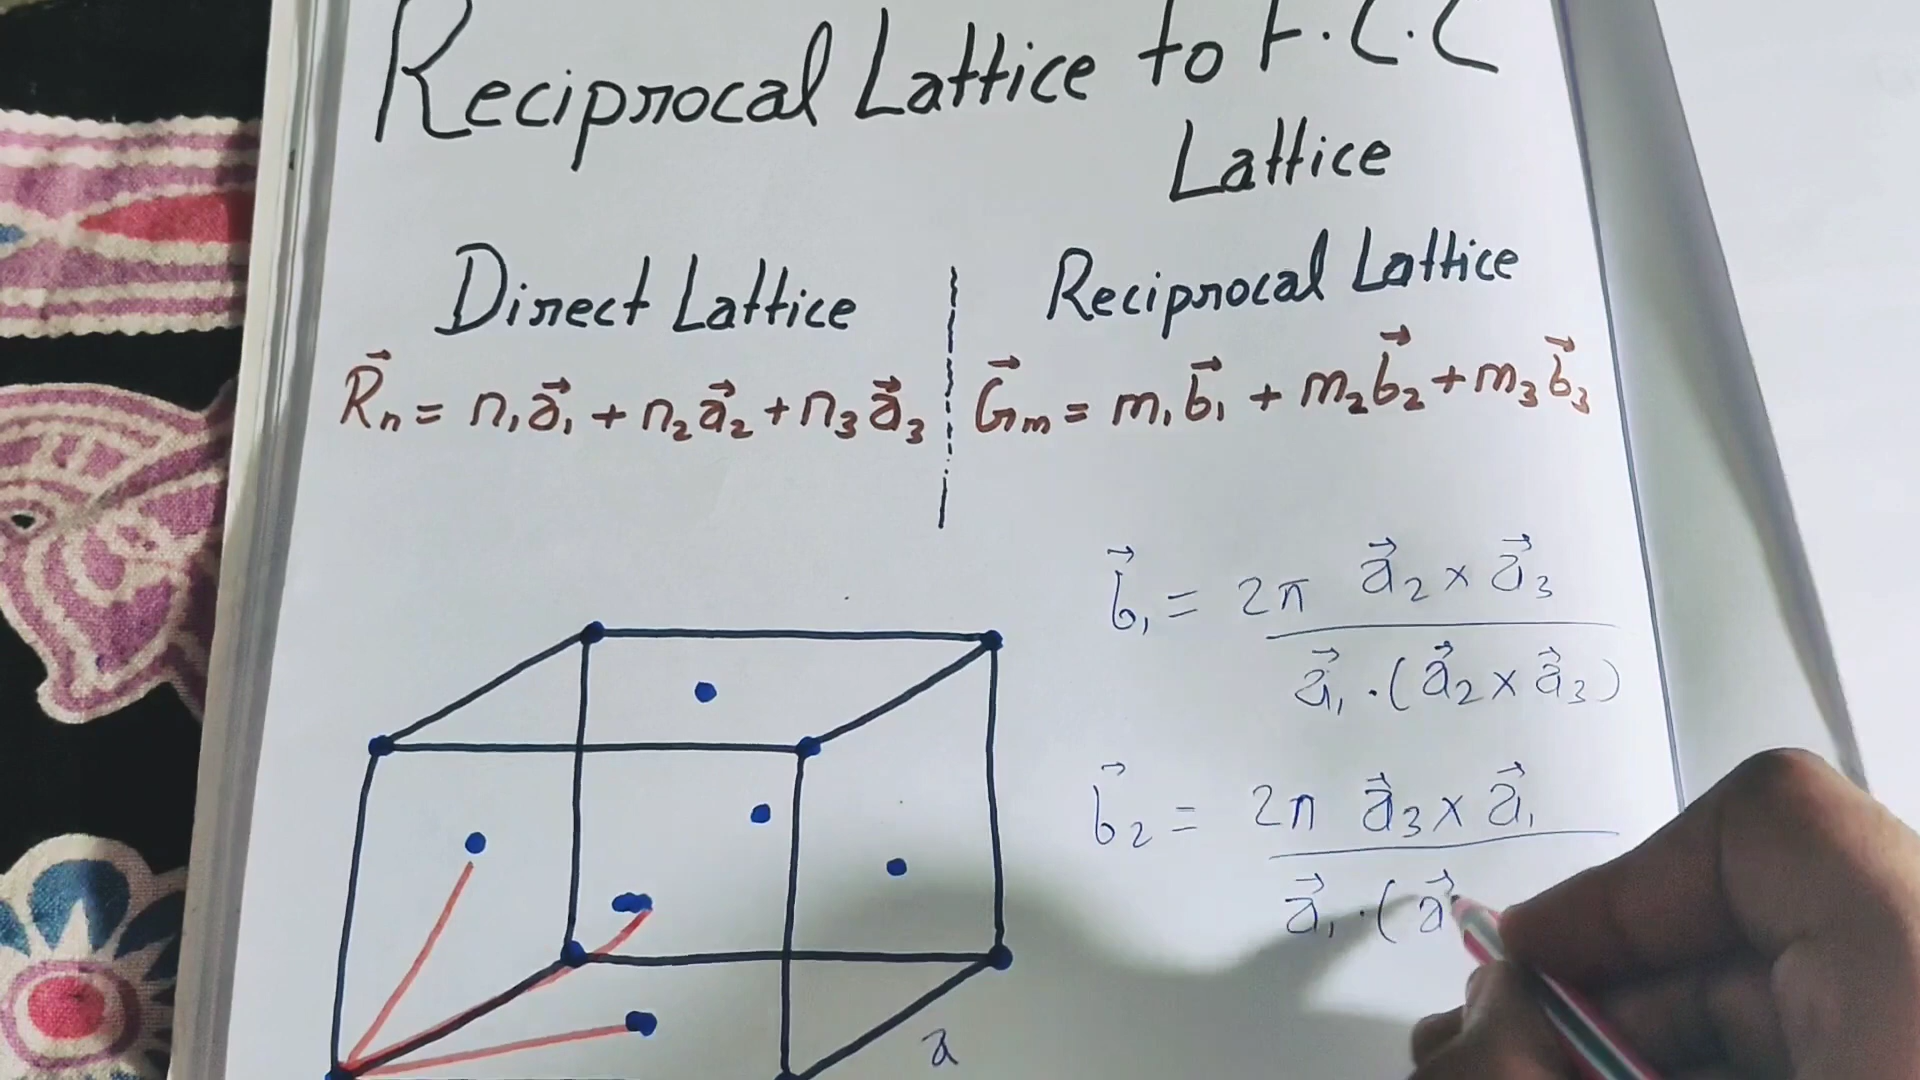 Reciprocal Lattice to F.C.C
Lattice
Direct Lattice
Reciprocal Lattice
R⃗n = n₁a⃗₁ + n₂a⃗₂ + n₃a⃗₃
G⃗m = m₁b⃗₁ + m₂b⃗₂ + m₃b⃗₃
b⃗₁ = 2π a⃗₂ × a⃗₃
a⃗₁ . (a⃗₂ × a⃗₃)
b⃗₂ = 2π a⃗₃ × a⃗₁
a⃗₁ . (a⃗
a